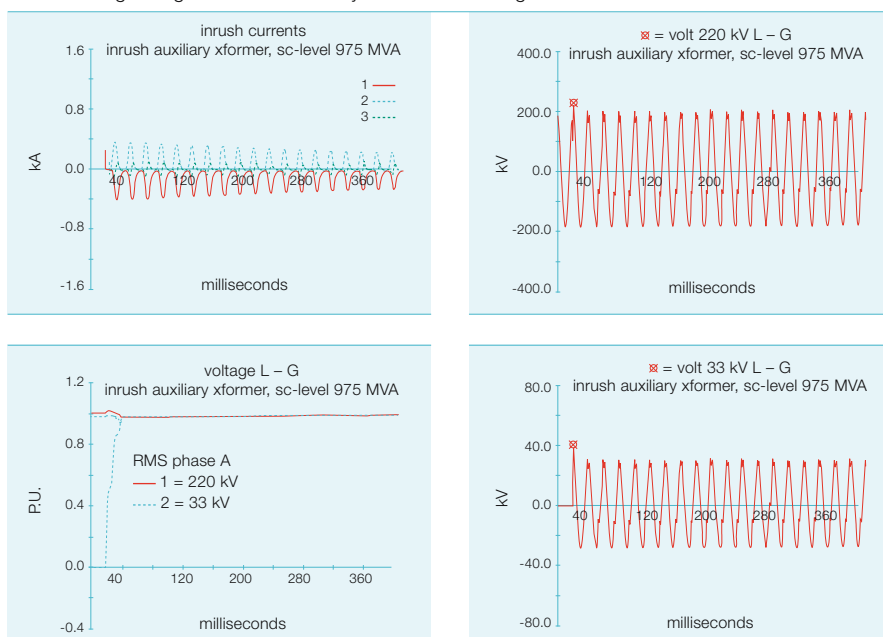 inrush currents
inrush auxiliary xformer, sc-level 975 MVA
1.6
0.8
0.0
-0.8
-1.6
kA
1
2
3
40
120
200
280
360
milliseconds
= volt 220 kV L – G
inrush auxiliary xformer, sc-level 975 MVA
400.0
200.0
0.0
-200.0
-400.0
kV
40
120
200
280
360
milliseconds
voltage L – G
inrush auxiliary xformer, sc-level 975 MVA
1.2
0.8
0.4
0.0
-0.4
P.U.
RMS phase A
1 = 220 kV
2 = 33 kV
40
120
200
280
360
milliseconds
= volt 33 kV L – G
inrush auxiliary xformer, sc-level 975 MVA
80.0
40.0
0.0
-40.0
-80.0
kV
40
120
200
280
360
milliseconds